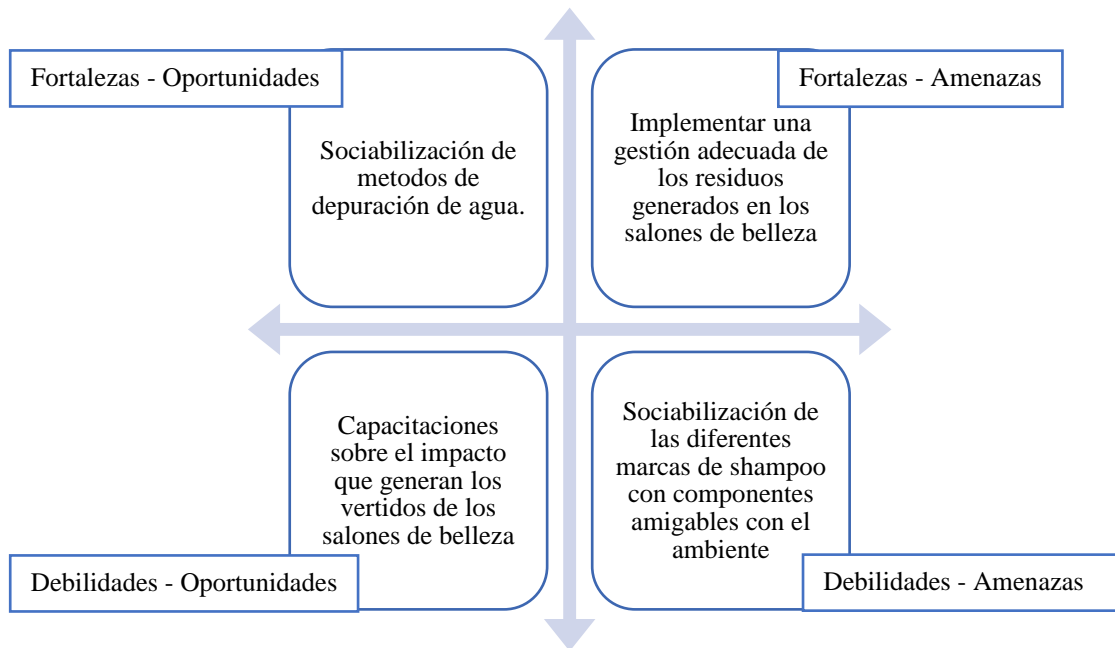 Fortalezas - Oportunidades
Sociabilización de
metodos de
depuración de agua.
Fortalezas - Amenazas
Implementar una
gestión adecuada de
los residuos
generados en los
salones de belleza
Capacitaciones
sobre el impacto
que generan los
vertidos de los
salones de belleza
Debilidades - Oportunidades
Sociabilización de
las diferentes
marcas de shampoo
con componentes
amigables con el
ambiente
Debilidades - Amenazas